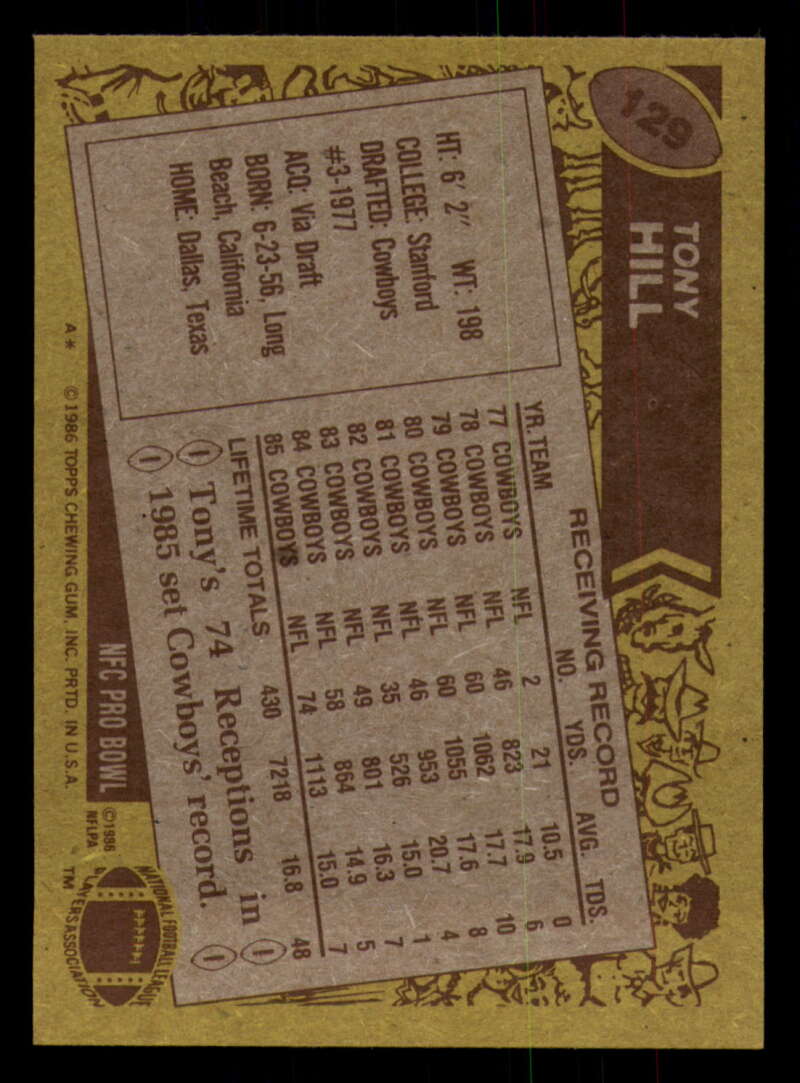 129
TONY
HILL
HT: 6' 2" WT: 198
COLLEGE: Stanford
DRAFTED: Cowboys
#3-1977
ACQ: Via Draft
BORN: 6-23-56, Long
Beach, California
HOME: Dallas, Texas
RECEIVING RECORD
YR. TEAM NO. YDS. AVG. TDS.
77 COWBOYS NFL 2 21 10.5 0
78 COWBOYS NFL 46 823 17.9 6
79 COWBOYS NFL 60 1062 17.7 10
80 COWBOYS NFL 60 1055 17.6 8
81 COWBOYS NFL 46 953 20.7 4
82 COWBOYS NFL 35 526 15.0 1
83 COWBOYS NFL 49 801 16.3 7
84 COWBOYS NFL 58 864 14.9 5
85 COWBOYS NFL 74 1113 15.0 7
LIFETIME TOTALS 430 7218 16.8 48
Tony's 74 Receptions in
1985 set Cowboys' record.
NFC PRO BOWL
©1986
NFLPA
NATIONAL FOOTBALL LEAGUE
PLAYERS ASSOCIATION
TM
A* ©1986 TOPPS CHEWING GUM, INC. PRTD. IN U.S.A.